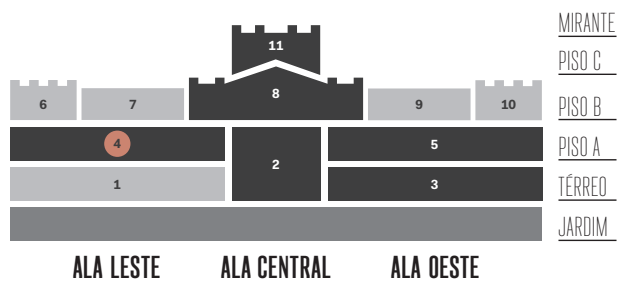 MIRANTE
11
PISO C
8
6 7 9 10 PISO B
4 5 PISO A
2
1 3 TÉRREO
JARDIM
ALA LESTE ALA CENTRAL ALA OESTE